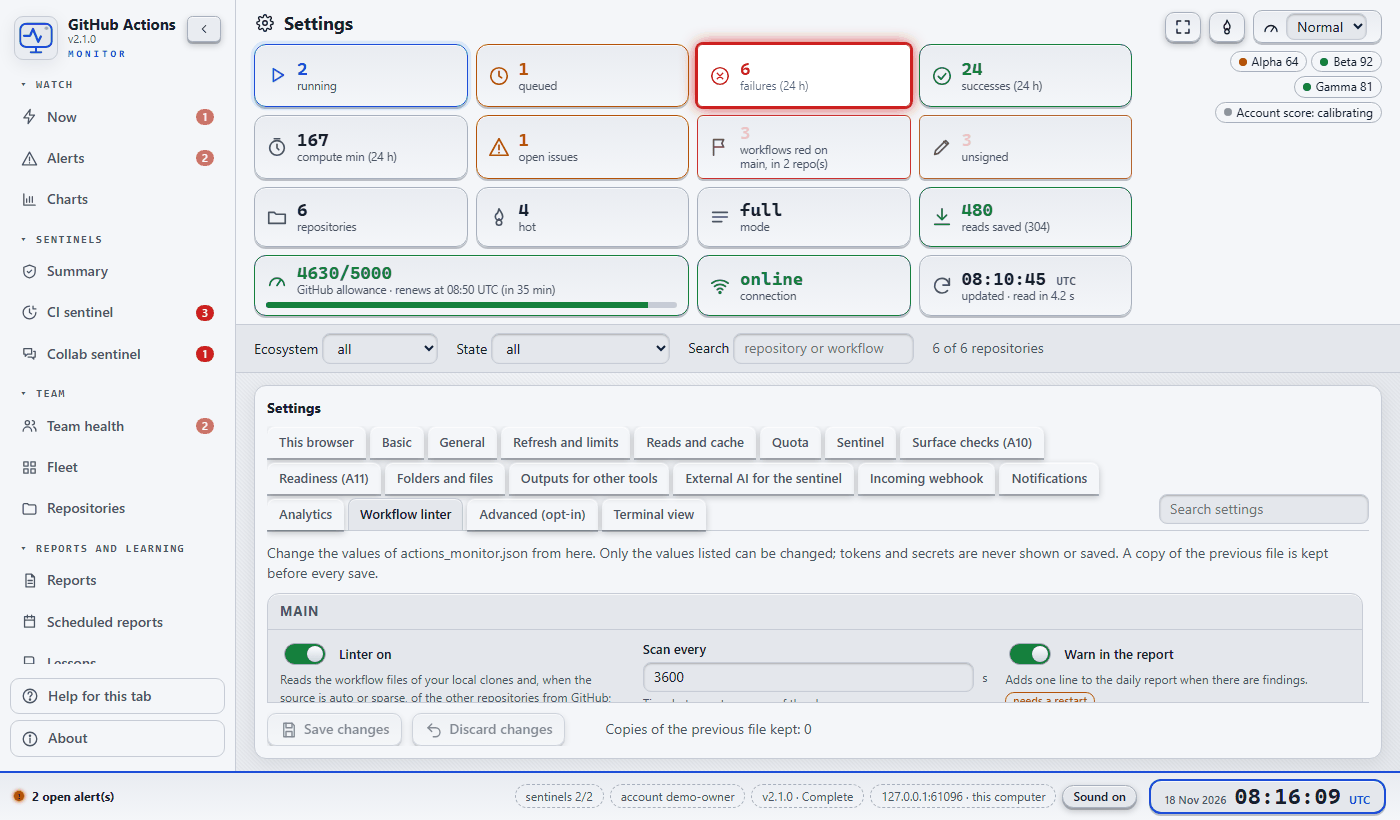 GitHub Actions
v2.1.0
MONITOR
WATCH
Now 1
Alerts 2
Charts
SENTINELS
Summary
CI sentinel 3
Collab sentinel 1
TEAM
Team health 2
Fleet
Repositories
REPORTS AND LEARNING
Reports
Scheduled reports
Lessons
Help for this tab
About
Settings
Normal
Alpha 64
Beta 92
Gamma 81
Account score: calibrating
2
running
1
queued
6
failures (24 h)
24
successes (24 h)
167
compute min (24 h)
1
open issues
3
workflows red on
main, in 2 repo(s)
3
unsigned
6
repositories
4
hot
full
mode
480
reads saved (304)
4630/5000
GitHub allowance · renews at 08:50 UTC (in 35 min)
online
connection
08:10:45 UTC
updated · read in 4.2 s
Ecosystem all State all Search repository or workflow 6 of 6 repositories
Settings
This browser Basic General Refresh and limits Reads and cache Quota Sentinel Surface checks (A10)
Readiness (A11) Folders and files Outputs for other tools External AI for the sentinel Incoming webhook Notifications
Analytics Workflow linter Advanced (opt-in) Terminal view Search settings
Change the values of actions_monitor.json from here. Only the values listed can be changed; tokens and secrets are never shown or saved. A copy of the previous file is kept
before every save.
MAIN
Linter on
Reads the workflow files of your local clones and, when the
source is auto or sparse, of the other repositories from GitHub:
Scan every
3600 s
Warn in the report
Adds one line to the daily report when there are findings.
needs a restart
Save changes Discard changes Copies of the previous file kept: 0
2 open alert(s)
sentinels 2/2 account demo-owner v2.1.0 · Complete 127.0.0.1:61096 · this computer Sound on 18 Nov 2026 08:16:09 UTC